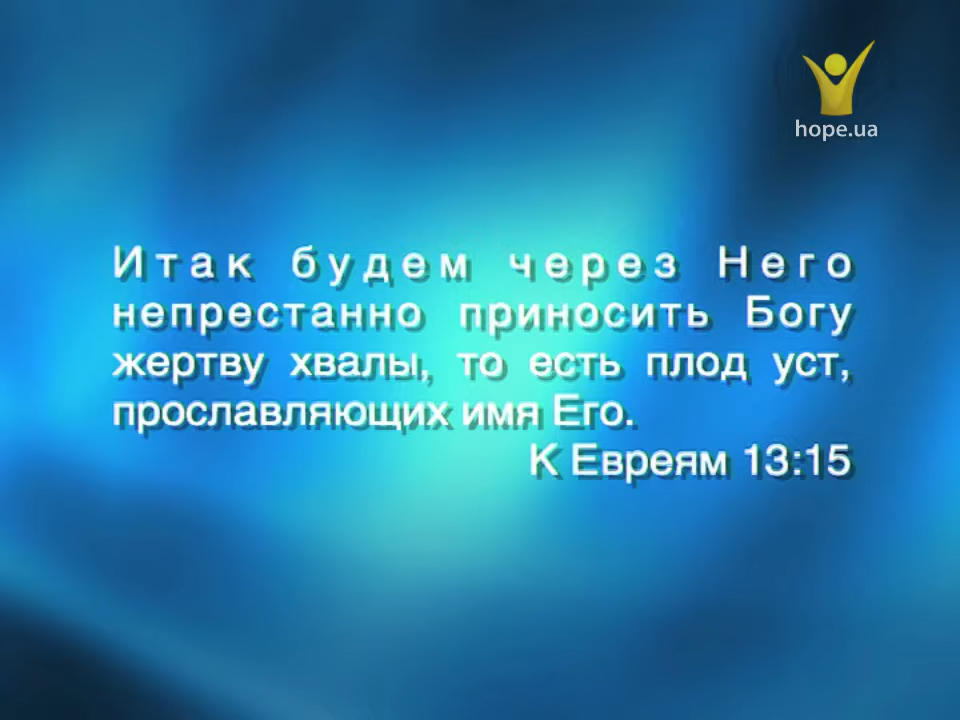 hope.ua
Итак будем через Него
непрестанно приносить Богу
жертву хвалы, то есть плод уст,
прославляющих имя Его.
К Евреям 13:15